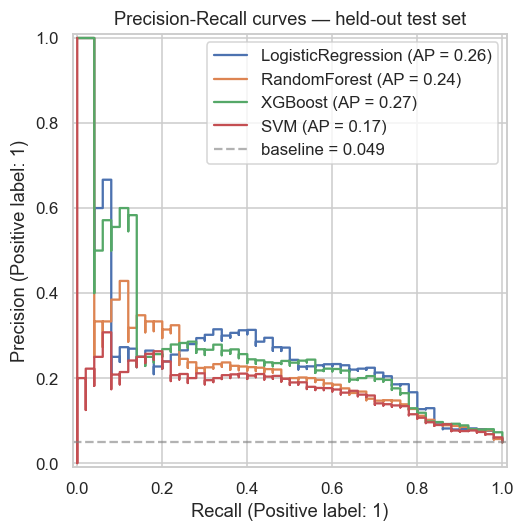 Precision-Recall curves — held-out test set
LogisticRegression (AP = 0.26)
RandomForest (AP = 0.24)
XGBoost (AP = 0.27)
SVM (AP = 0.17)
baseline = 0.049
Precision (Positive label: 1)
1.0
0.8
0.6
0.4
0.2
0.0
0.0 0.2 0.4 0.6 0.8 1.0
Recall (Positive label: 1)